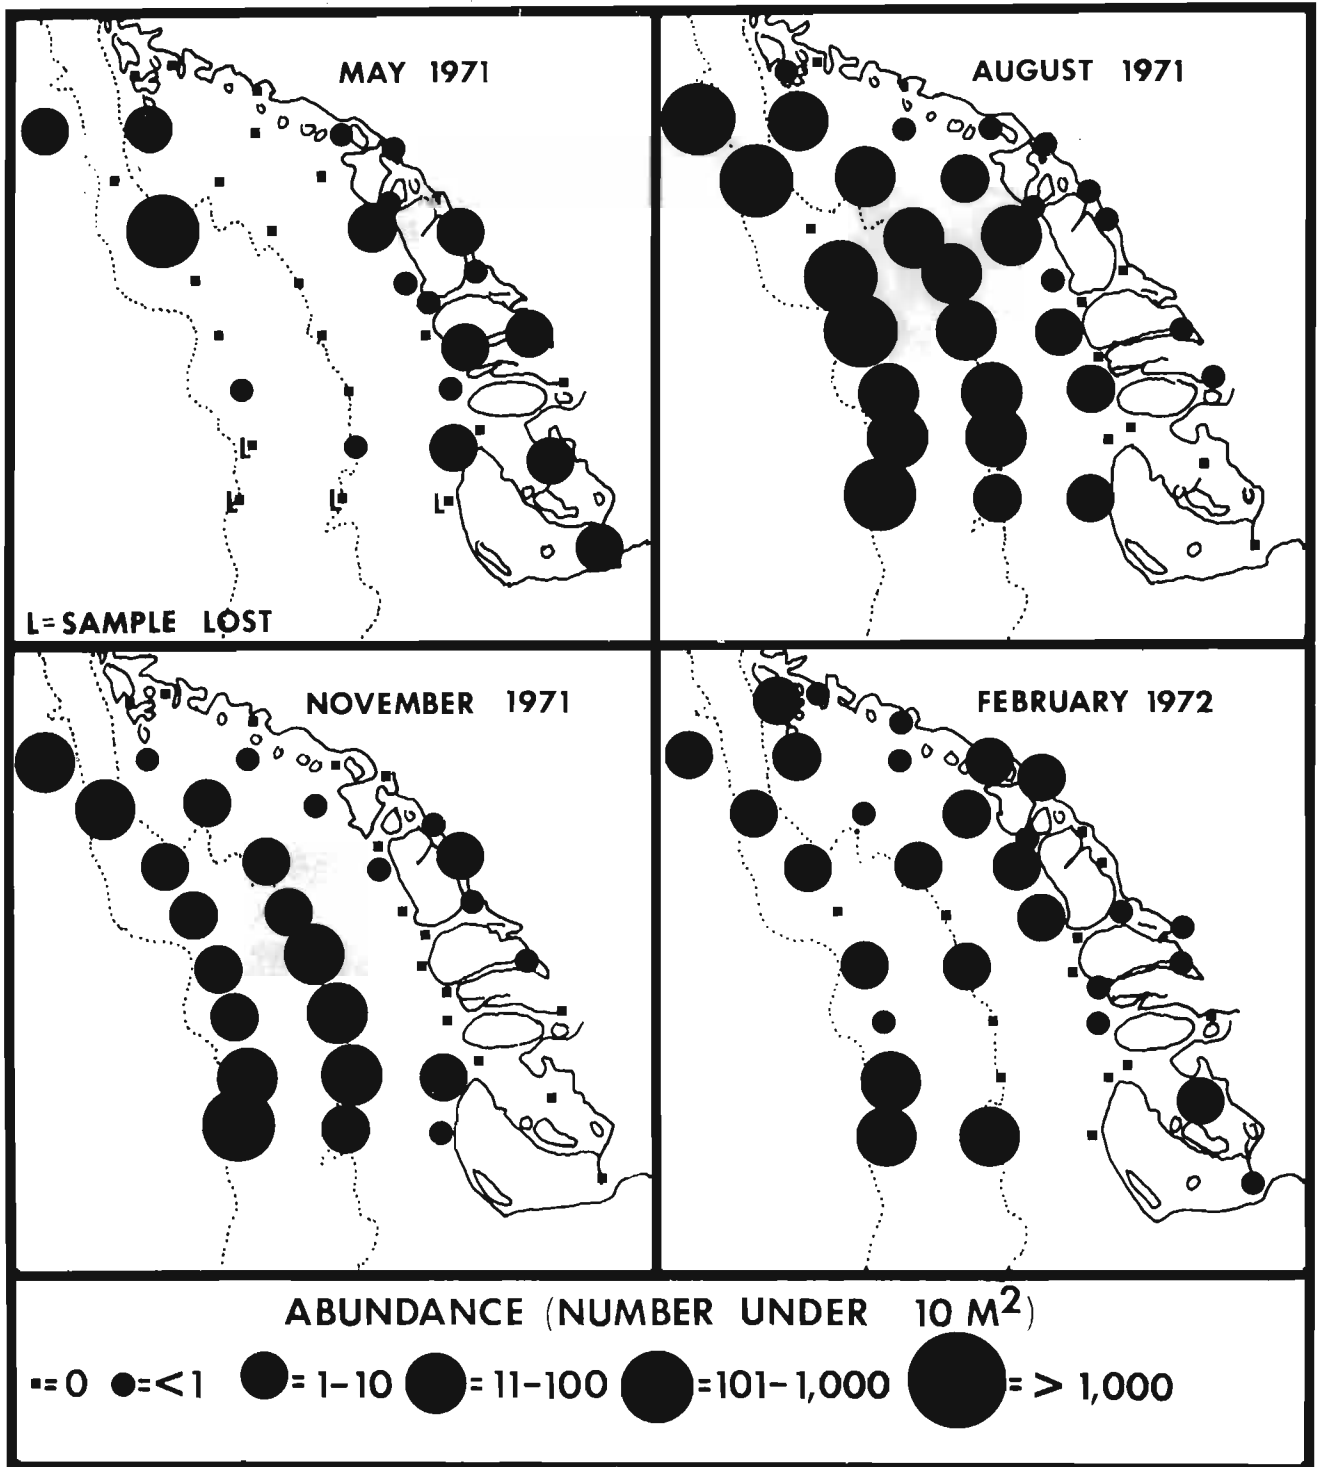 MAY 1971
L
L
L
L
L=SAMPLE LOST
AUGUST 1971
NOVEMBER 1971
FEBRUARY 1972
ABUNDANCE (NUMBER UNDER 10 M²)
=0 =<1 =1-10 =11-100 =101-1,000 => 1,000